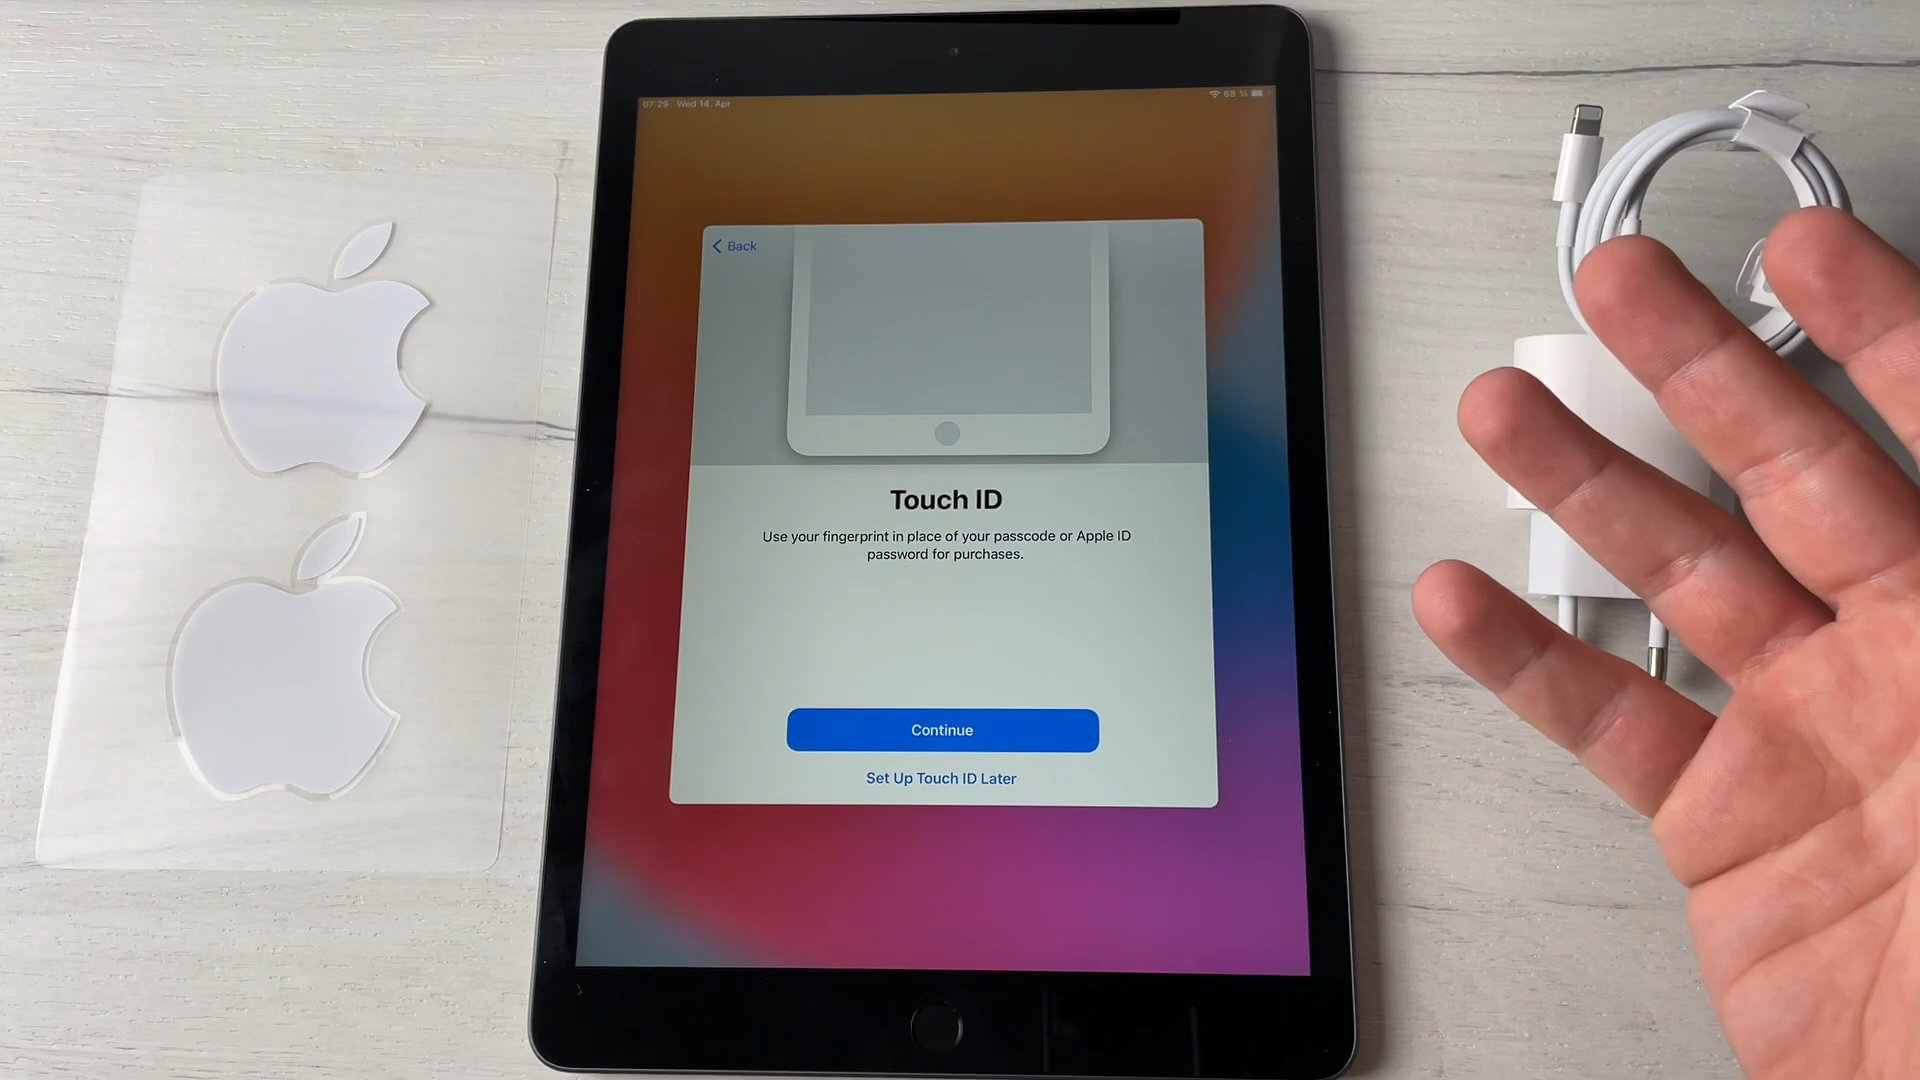 07:29 Wed 14. Apr
68 %
Back
Touch ID
Use your fingerprint in place of your passcode or Apple ID
password for purchases.
Continue
Set Up Touch ID Later